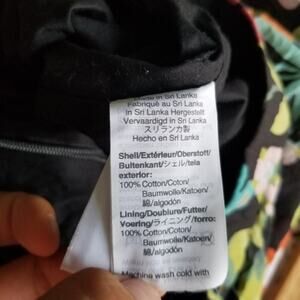 in Sri Lanka
Fabriqué au Sri Lanka
in Sri Lanka Hergestellt
Vervaardigd in Sri Lanka
スリランカ製
Hecho en Sri Lanka
Shell/Extérieur/Oberstoff/
Buitenkant/シェル/tela
exterior:
100% Cotton/Coton/
Baumwolle/Katoen/
綿/algodón
Lining/Doublure/Futter/
Voering/ライニング/forro:
100% Cotton/Coton/
Baumwolle/Katoen/
綿/algodón
Machine wash cold with